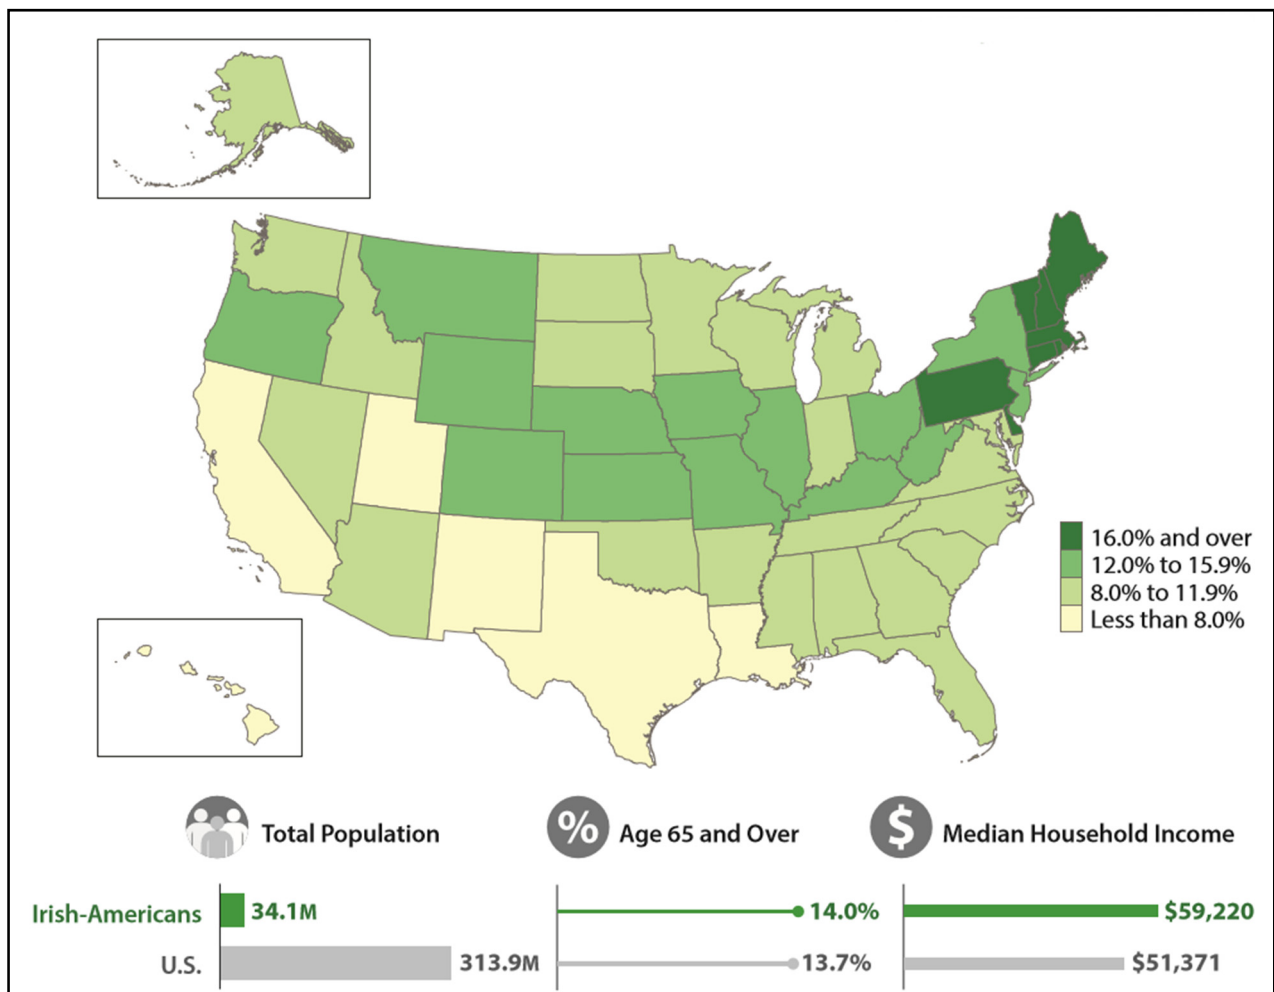 16.0% and over
12.0% to 15.9%
8.0% to 11.9%
Less than 8.0%
Total Population
% Age 65 and Over
$ Median Household Income
Irish-Americans 34.1M 14.0% $59,220
U.S. 313.9M 13.7% $51,371